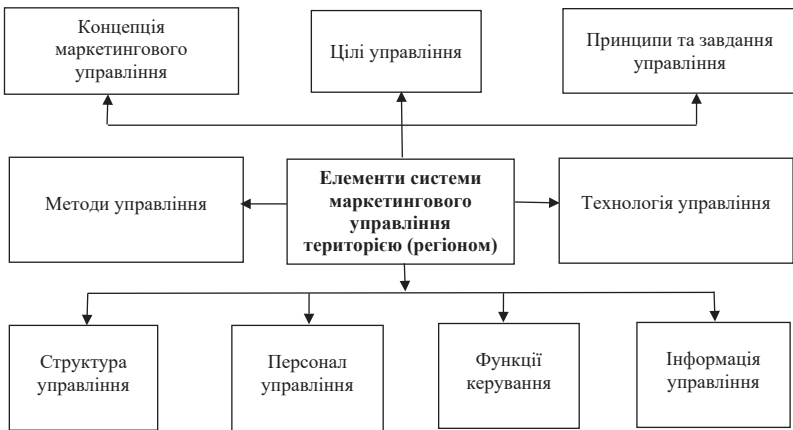 Концепція
маркетингового
управління
Цілі управління
Принципи та завдання
управління
Методи управління
Елементи системи
маркетингового
управління
територією (регіоном)
Технологія управління
Структура
управління
Персонал
управління
Функції
керування
Інформація
управління